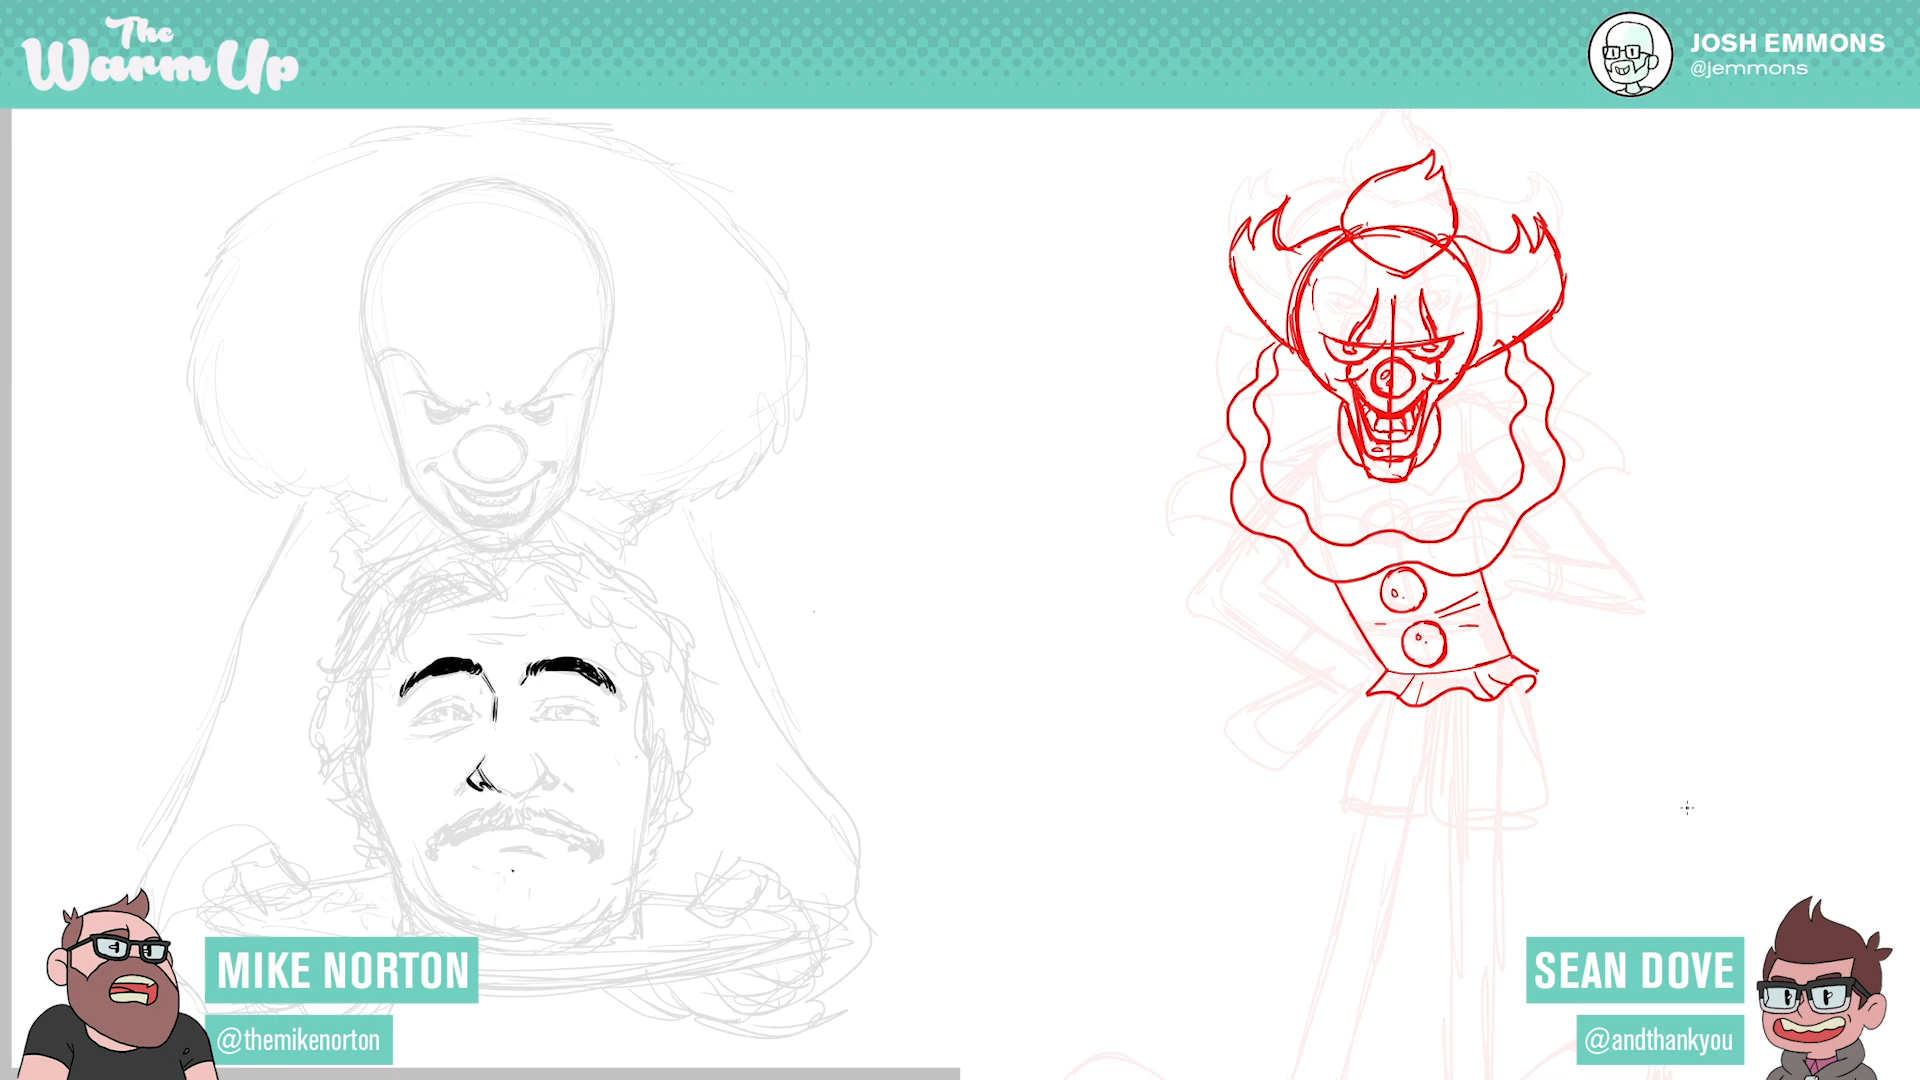 The
Warm Up
JOSH EMMONS
@jemmons
MIKE NORTON
@themikenorton
SEAN DOVE
@andthankyou